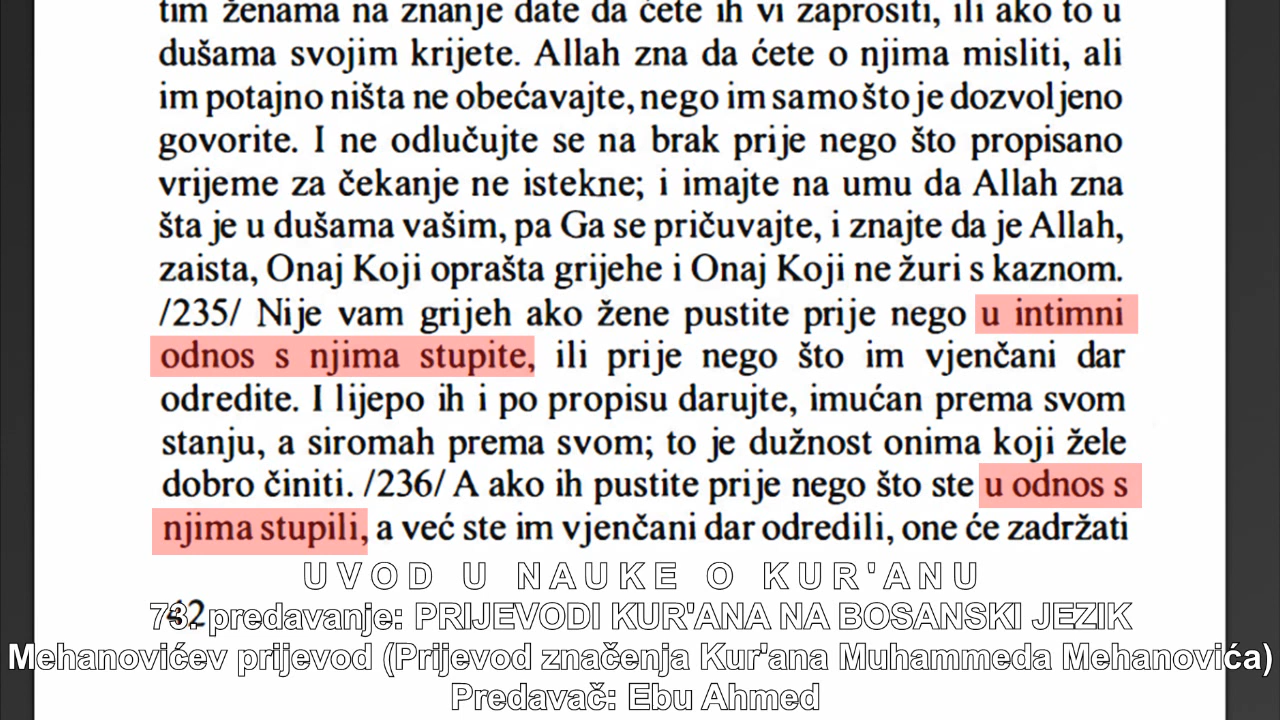 tim ženama na znanje date da ćete ih vi zaprositi, ili ako to u
dušama svojim krijete. Allah zna da ćete o njima misliti, ali
im potajno ništa ne obećavajte, nego im samo što je dozvoljeno
govorite. I ne odlučujte se na brak prije nego što propisano
vrijeme za čekanje ne istekne; i imajte na umu da Allah zna
šta je u dušama vašim, pa Ga se pričuvajte, i znajte da je Allah,
zaista, Onaj Koji oprašta grijehe i Onaj Koji ne žuri s kaznom.
/235/ Nije vam grijeh ako žene pustite prije nego u intimni
odnos s njima stupite, ili prije nego što im vjenčani dar
odredite. I lijepo ih i po propisu darujte, imućan prema svom
stanju, a siromah prema svom; to je dužnost onima koji žele
dobro činiti. /236/ A ako ih pustite prije nego što ste u odnos s
njima stupili, a već ste im vjenčani dar odredili, one će zadržati
UVOD U NAUKE O KUR'ANU
42
73. predavanje: PRIJEVODI KUR'ANA NA BOSANSKI JEZIK
Mehanovićev prijevod (Prijevod značenja Kur'ana Muhammeda Mehanovića)
Predavač: Ebu Ahmed